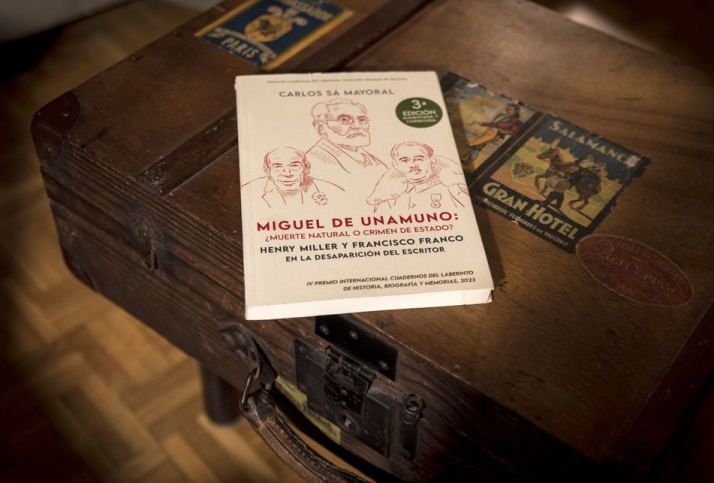 PARIS
CARLOS SÁ MAYORAL
3ª
EDICIÓN
MIGUEL DE UNAMUNO:
¿MUERTE NATURAL O CRIMEN DE ESTADO?
HENRY MILLER Y FRANCISCO FRANCO
EN LA DESAPARICIÓN DEL ESCRITOR
IV PREMIO INTERNACIONAL CUADERNOS DEL LABERINTO
DE HISTORIA, BIOGRAFÍA Y MEMORIAS, 2023
SALAMANCA
GRAN HOTEL